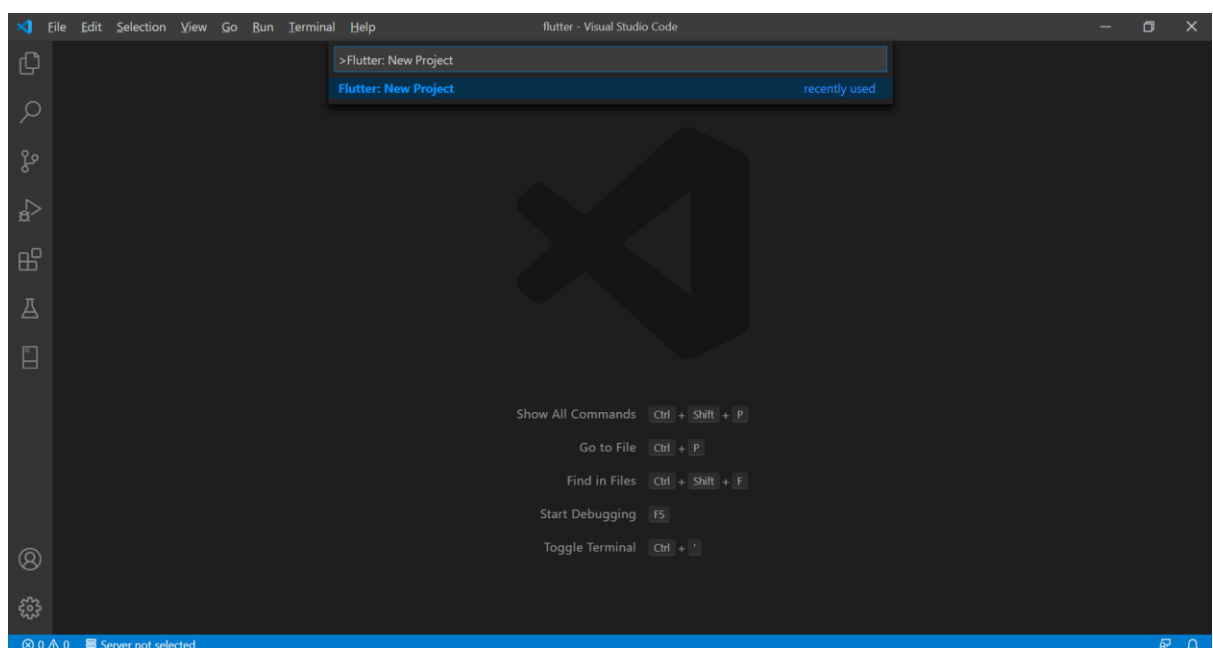 File Edit Selection View Go Run Terminal Help flutter - Visual Studio Code
>Flutter: New Project
Flutter: New Project recently used
Show All Commands Ctrl + Shift + P
Go to File Ctrl + P
Find in Files Ctrl + Shift + F
Start Debugging F5
Toggle Terminal Ctrl + '
0 0 Server not selected